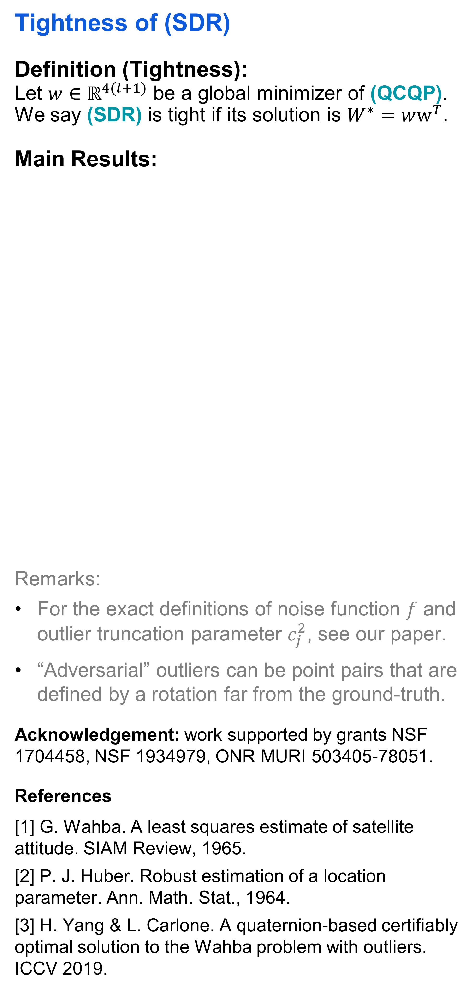 Tightness of (SDR)
Definition (Tightness):
Let w ∈ ℝ^{4(l+1)} be a global minimizer of (QCQP).
We say (SDR) is tight if its solution is W* = ww^T.
Main Results:
Remarks:
• For the exact definitions of noise function f and
outlier truncation parameter c_j^2, see our paper.
• “Adversarial” outliers can be point pairs that are
defined by a rotation far from the ground-truth.
Acknowledgement: work supported by grants NSF
1704458, NSF 1934979, ONR MURI 503405-78051.
References
[1] G. Wahba. A least squares estimate of satellite
attitude. SIAM Review, 1965.
[2] P. J. Huber. Robust estimation of a location
parameter. Ann. Math. Stat., 1964.
[3] H. Yang & L. Carlone. A quaternion-based certifiably
optimal solution to the Wahba problem with outliers.
ICCV 2019.